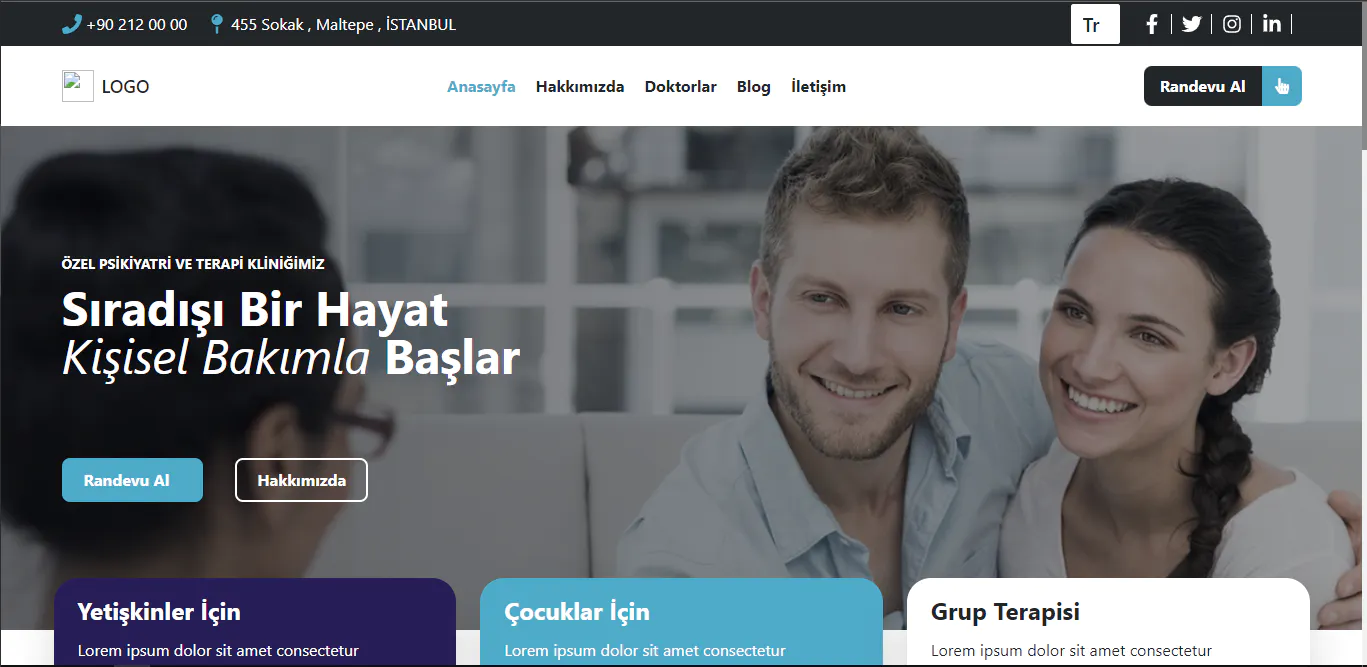 +90 212 00 00
455 Sokak , Maltepe , İSTANBUL
Tr
LOGO
Anasayfa Hakkımızda Doktorlar Blog İletişim
Randevu Al
ÖZEL PSİKİYATRİ VE TERAPİ KLİNİĞİMİZ
Sıradışı Bir Hayat
Kişisel Bakımla Başlar
Randevu Al
Hakkımızda
Yetişkinler İçin
Lorem ipsum dolor sit amet consectetur
Çocuklar İçin
Lorem ipsum dolor sit amet consectetur
Grup Terapisi
Lorem ipsum dolor sit amet consectetur